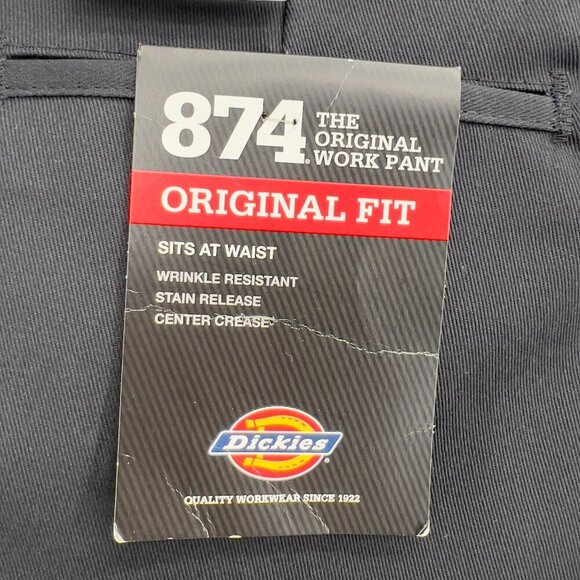 874® THE
ORIGINAL
WORK PANT
ORIGINAL FIT
SITS AT WAIST
WRINKLE RESISTANT
STAIN RELEASE
CENTER CREASE
Dickies®
QUALITY WORKWEAR SINCE 1922